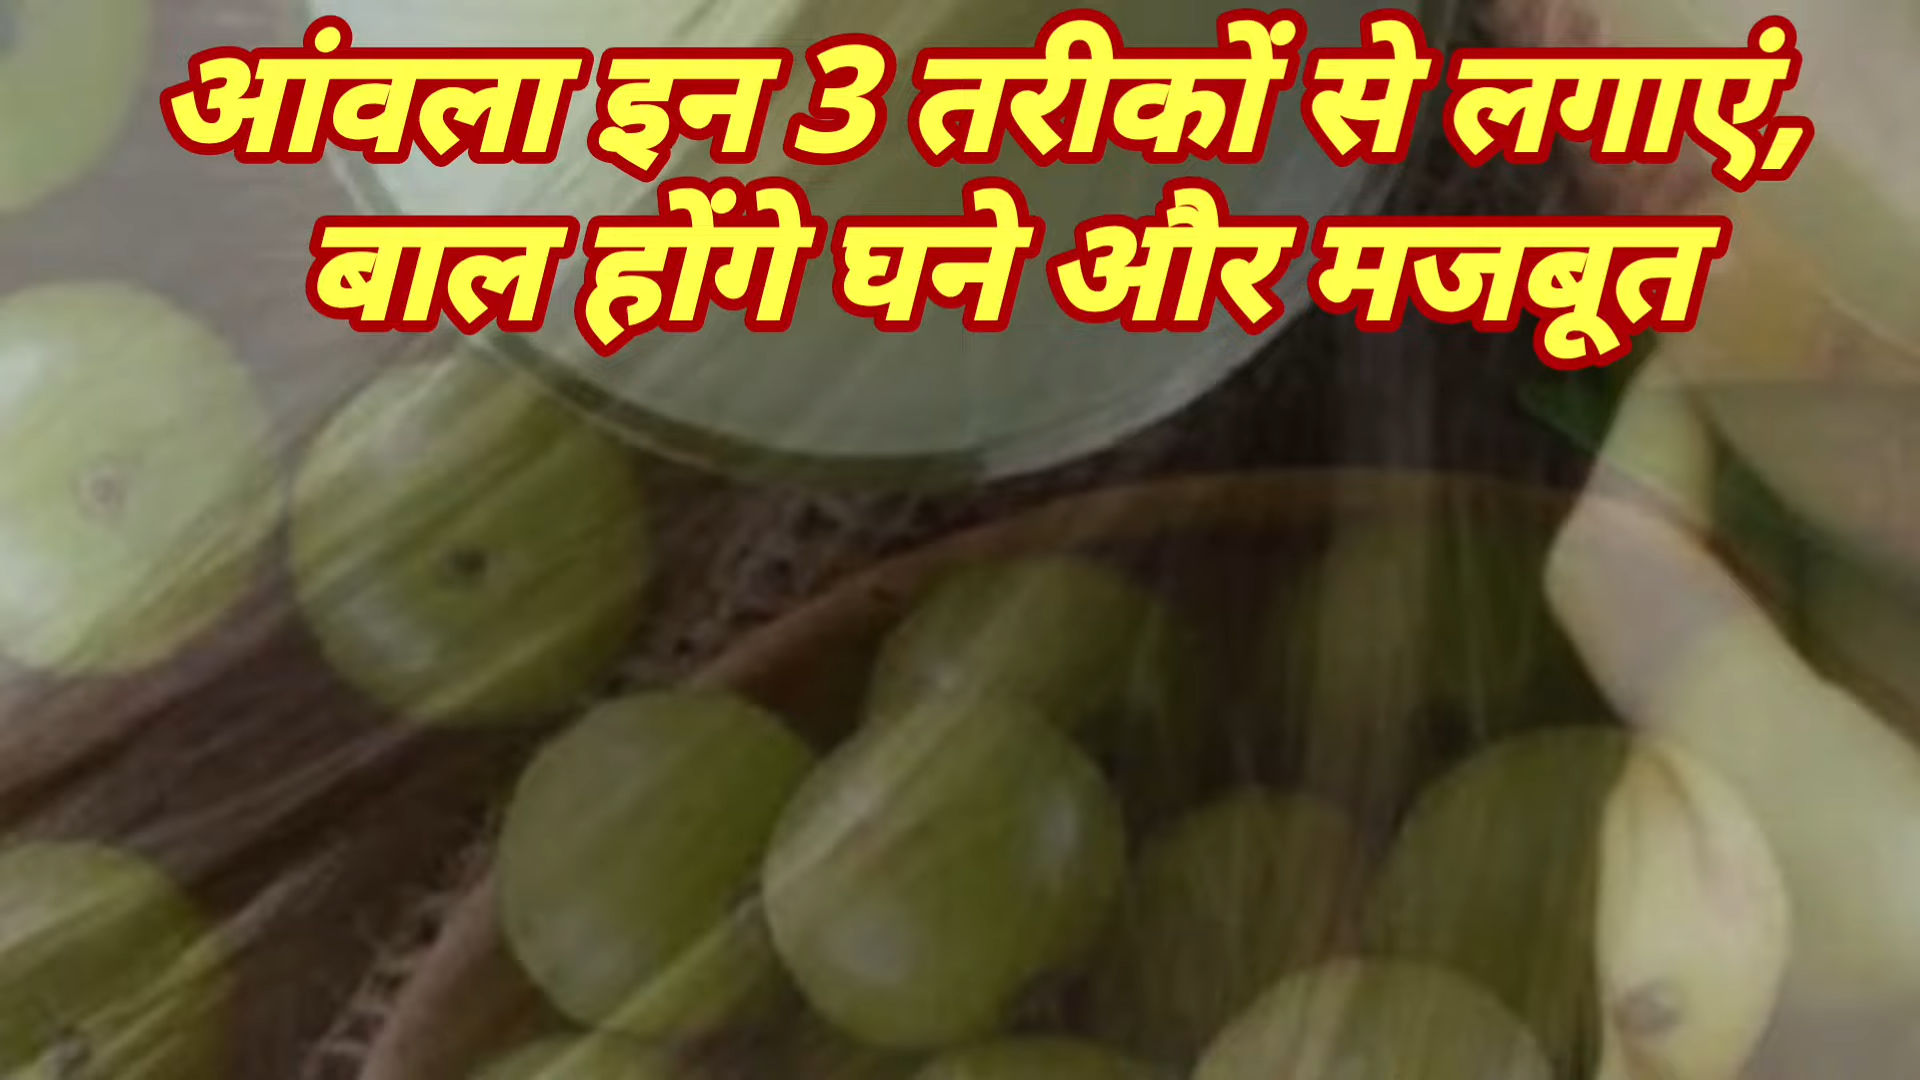 आंवला इन 3 तरीकों से लगाएं,
बाल होंगे घने और मजबूत